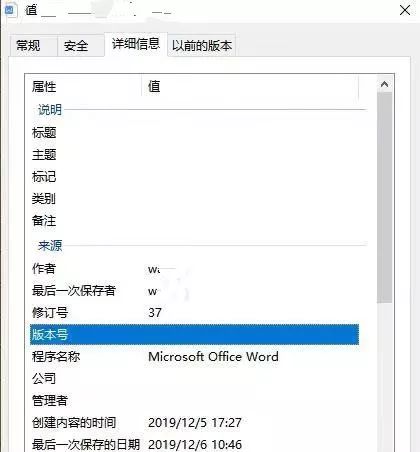 值
常规 安全 详细信息 以前的版本
属性 值
说明
标题
主题
标记
类别
备注
来源
作者 w
最后一次保存者 w
修订号 37
版本号
程序名称 Microsoft Office Word
公司
管理者
创建内容的时间 2019/12/5 17:27
最后一次保存的日期 2019/12/6 10:46